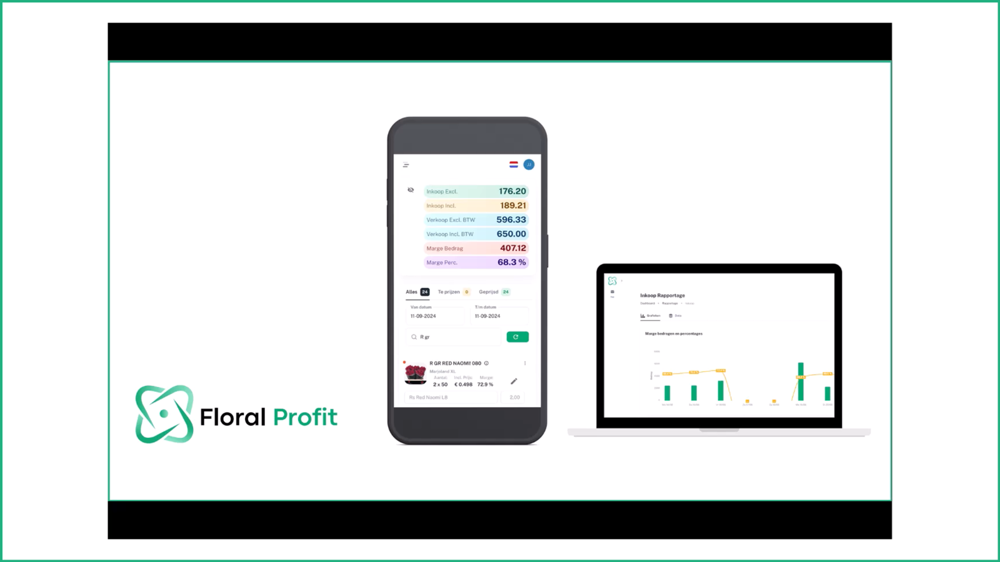 Inkoop Excl. 176.20
Inkoop Incl. 189.21
Verkoop Excl. BTW 596.33
Verkoop Incl. BTW 650.00
Marge Bedrag 407.12
Marge Perc. 68.3 %
Alles 24 Te prijzen 0 Geprijsd 24
Van datum T/m datum
11-09-2024 11-09-2024
R gr
R GR RED NAOMI! 080
Marjoland XL
Aantal: Incl. Prijs: Marge:
2 x 50 € 0.498 72.9 %
Rs Red Naomi LB 2,00
Floral Profit
Inkoop Rapportage
Dashboard Rapportage Inkoop
Grafieken Data
Marge bedragen en percentages